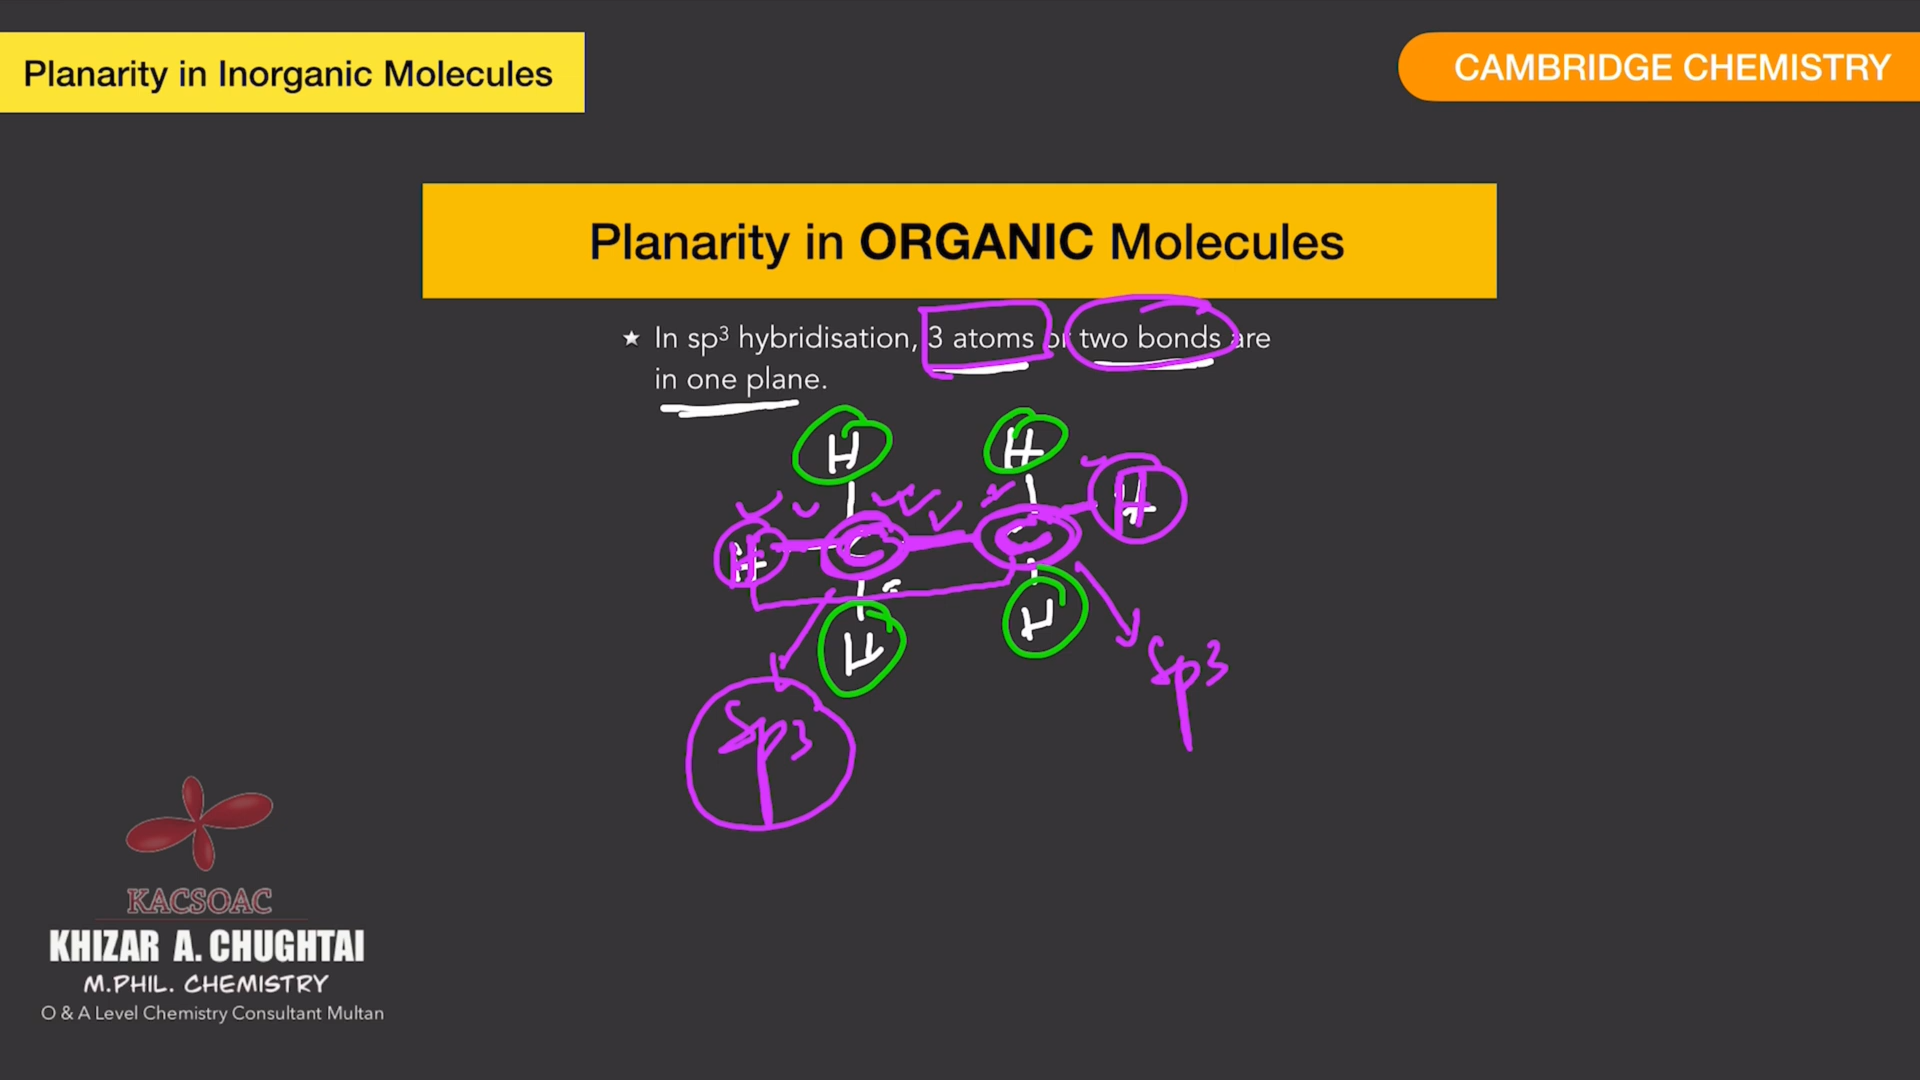 Planarity in Inorganic Molecules
CAMBRIDGE CHEMISTRY
Planarity in ORGANIC Molecules
★ In sp³ hybridisation, 3 atoms or two bonds are
in one plane.
H H
H C C H
H H
Sp3 Sp3
KACSOAC
KHIZAR A. CHUGHTAI
M.PHIL. CHEMISTRY
O & A Level Chemistry Consultant Multan